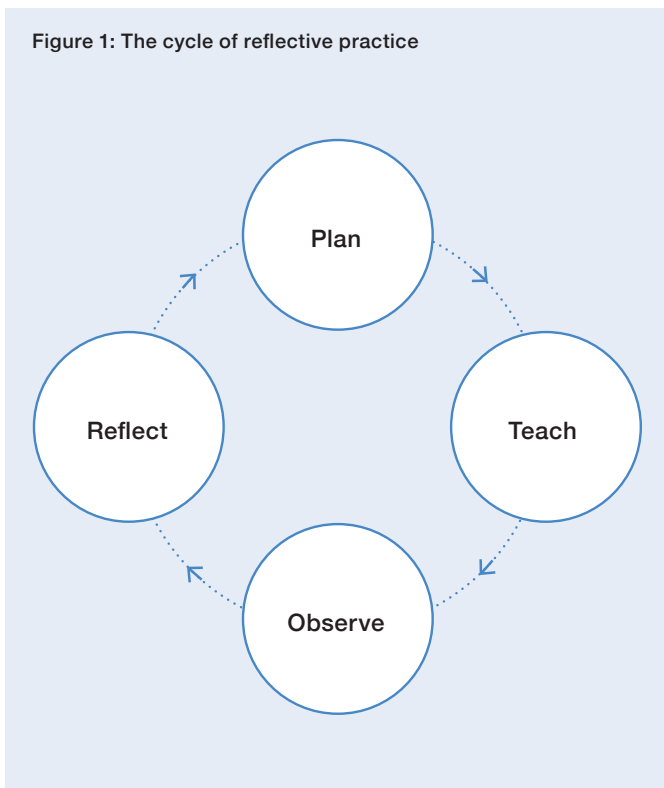 Figure 1: The cycle of reflective practice
Plan
Reflect
Teach
Observe